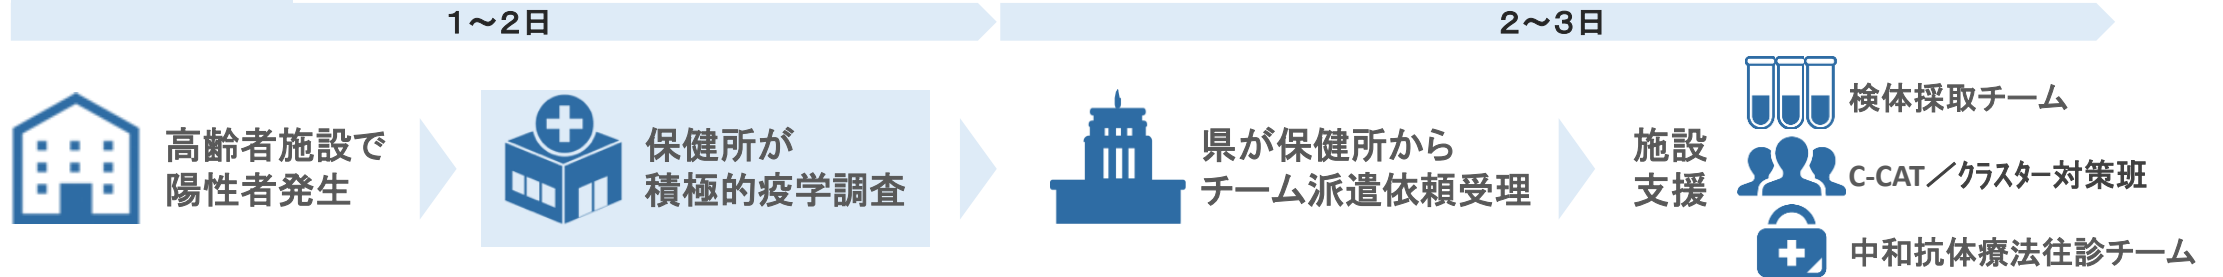 1～2日
2～3日
高齢者施設で
陽性者発生
保健所が
積極的疫学調査
県が保健所から
チーム派遣依頼受理
施設
支援
検体採取チーム
C-CAT／ｸﾗｽﾀｰ対策班
中和抗体療法往診チーム